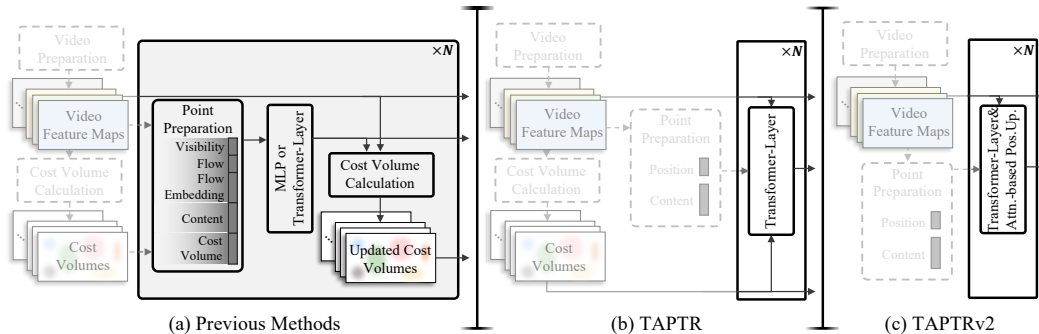 Video
Preparation
Video
Feature Maps
Cost Volume
Calculation
Cost
Volumes
×N
Point
Preparation
Visibility
Flow
Flow
Embedding
Content
Cost
Volume
MLP or
Transformer-Layer
Cost Volume
Calculation
Updated Cost
Volumes
(a) Previous Methods
Video
Preparation
Video
Feature Maps
Cost Volume
Calculation
Cost
Volumes
Point
Preparation
Position
Content
×N
Transformer-Layer
(b) TAPTR
Video
Preparation
Video
Feature Maps
Point
Preparation
Position
Content
×N
Transformer-Layer&
Attn.-based Pos.Up.
(c) TAPTRv2